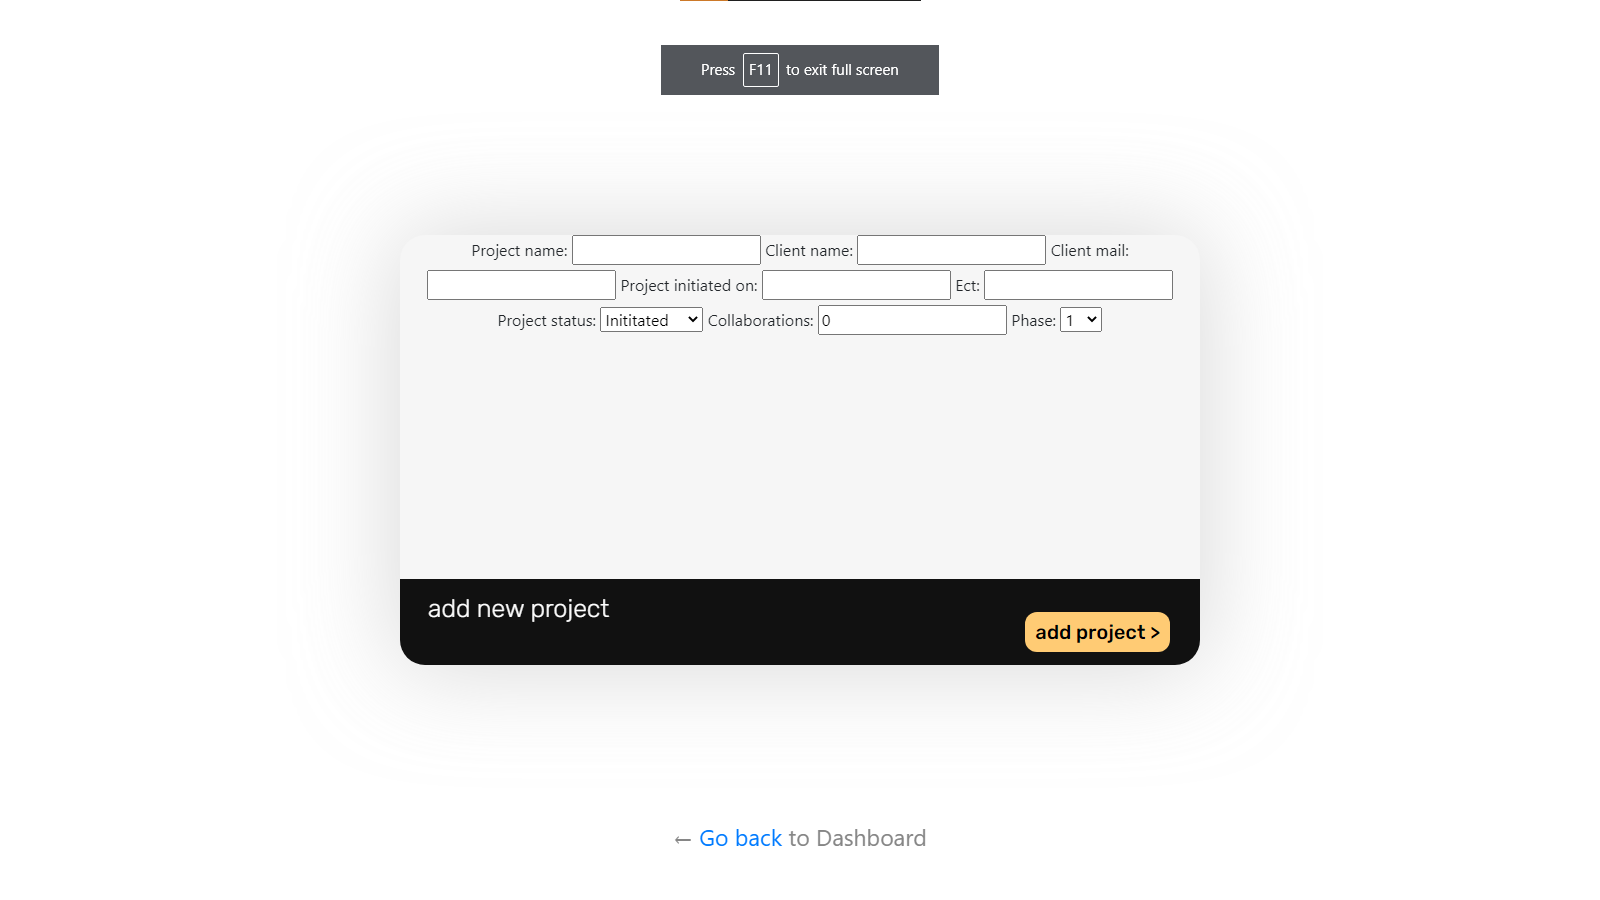 Press F11 to exit full screen
Project name: Client name: Client mail:
Project initiated on: Ect:
Project status: Inititated Collaborations: 0 Phase: 1
add new project
add project >
← Go back to Dashboard